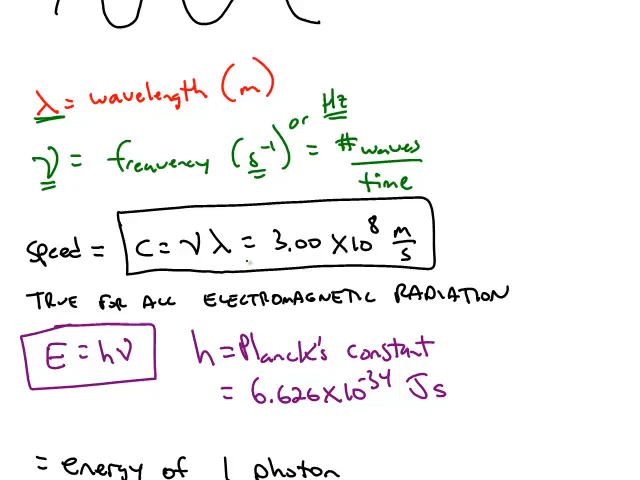 λ = wavelength (m)
ν = frequency (s⁻¹) or Hz = # waves / time
Speed = C = ν λ = 3.00 × 10⁸ m/s
TRUE FOR ALL ELECTROMAGNETIC RADIATION
E = hν h = Planck's constant
= 6.626×10⁻³⁴ Js
= energy of 1 photon